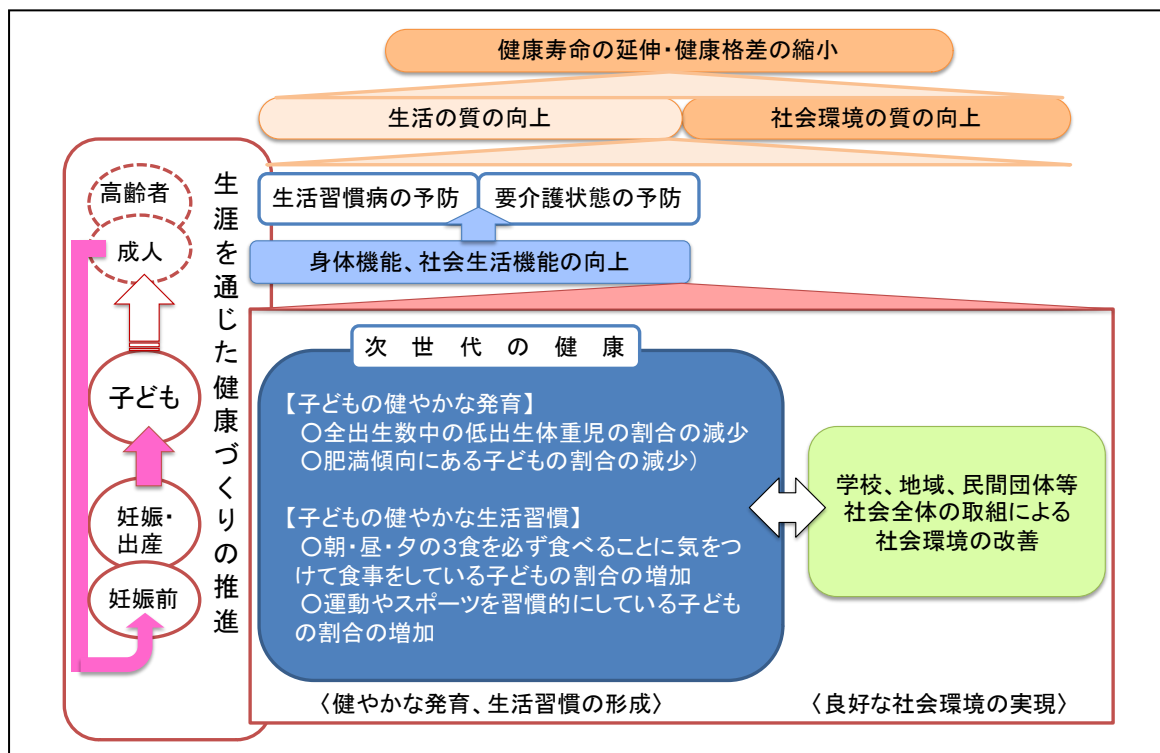 健康寿命の延伸・健康格差の縮小
生活の質の向上
社会環境の質の向上
生活習慣病の予防
要介護状態の予防
身体機能、社会生活機能の向上
高齢者
成人
子ども
妊娠・
出産
妊娠前
生涯を通じた健康づくりの推進
次世代の健康
【子どもの健やかな発育】
○全出生数中の低出生体重児の割合の減少
○肥満傾向にある子どもの割合の減少）
【子どもの健やかな生活習慣】
○朝・昼・夕の３食を必ず食べることに気をつ
けて食事をしている子どもの割合の増加
○運動やスポーツを習慣的にしている子ども
の割合の増加
学校、地域、民間団体等
社会全体の取組による
社会環境の改善
〈健やかな発育、生活習慣の形成〉
〈良好な社会環境の実現〉